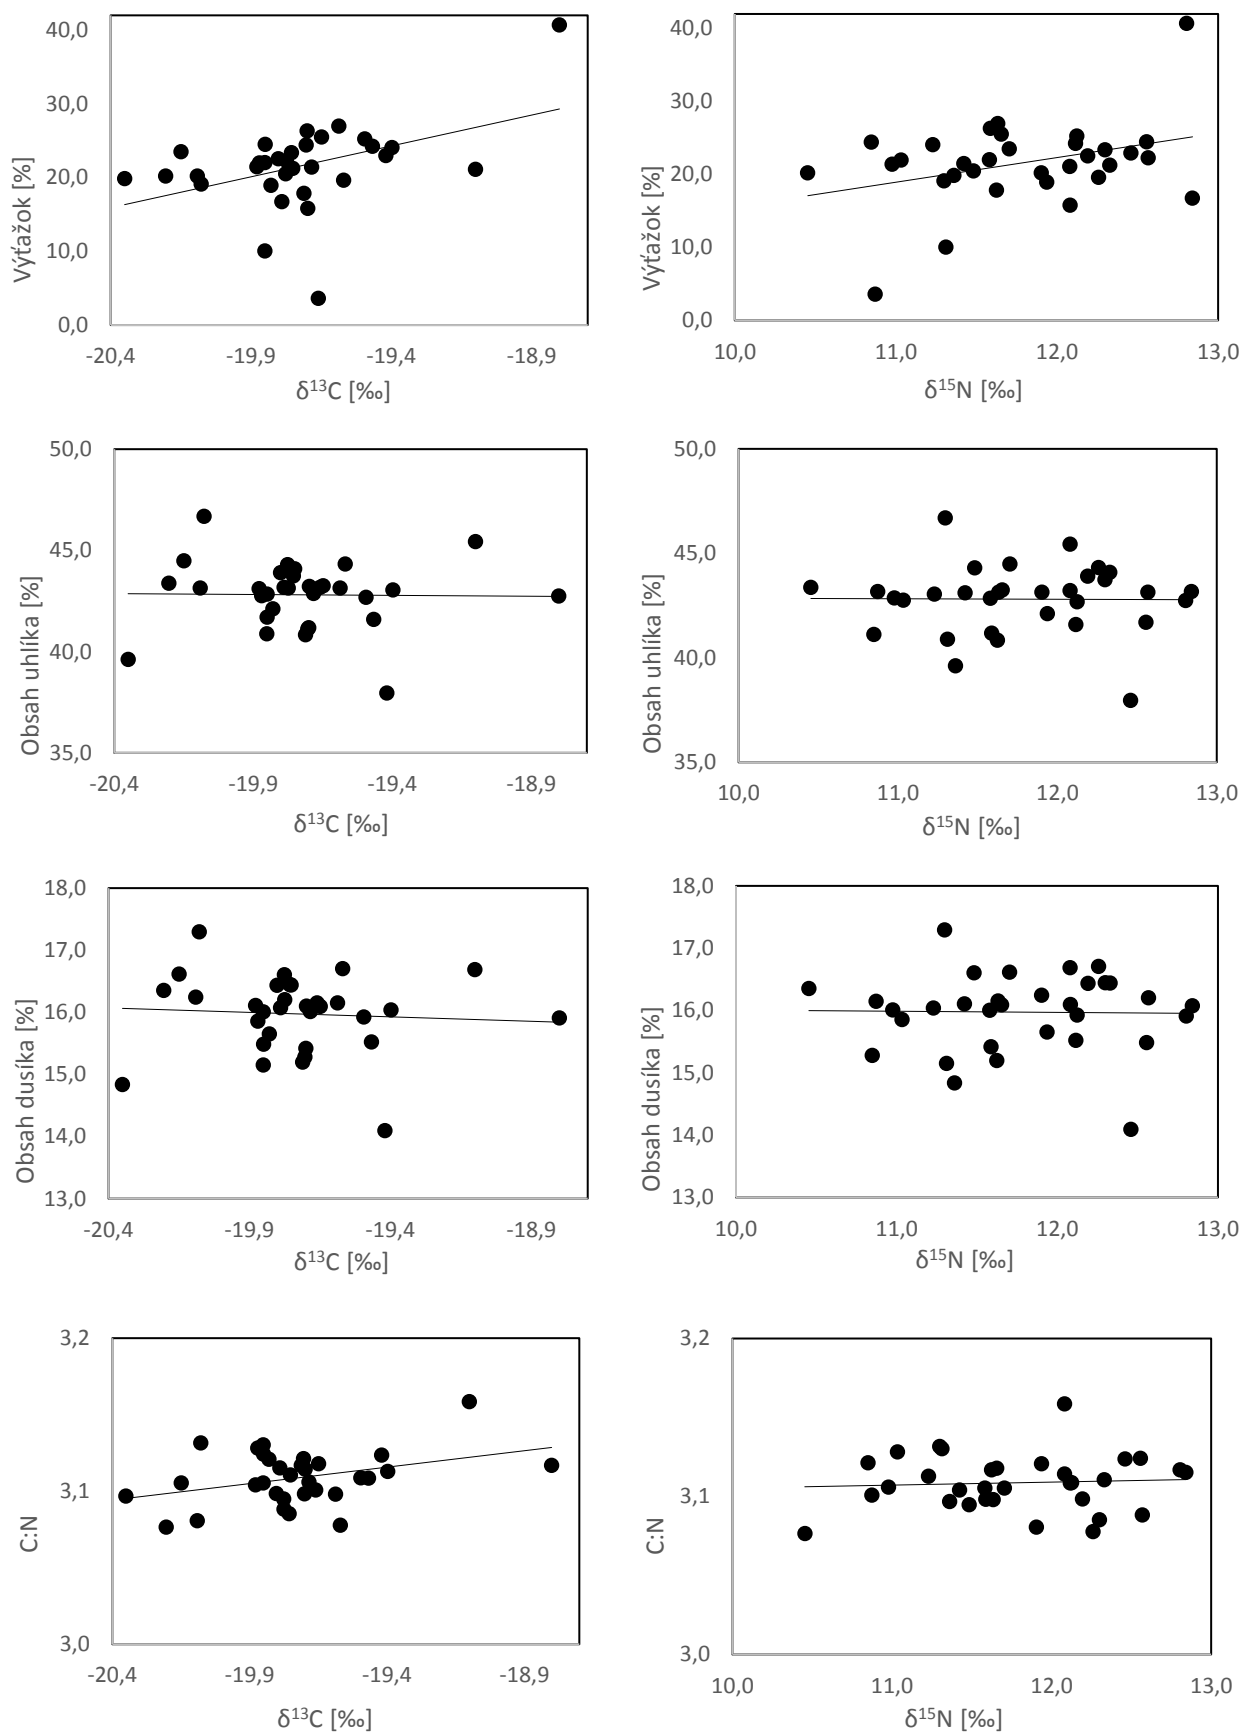 40,0
30,0
20,0
10,0
0,0
Výťažok [%]
-20,4 -19,9 -19,4 -18,9
δ¹³C [‰]
40,0
30,0
20,0
10,0
0,0
Výťažok [%]
10,0 11,0 12,0 13,0
δ¹⁵N [‰]
50,0
45,0
40,0
35,0
Obsah uhlíka [%]
-20,4 -19,9 -19,4 -18,9
δ¹³C [‰]
50,0
45,0
40,0
35,0
Obsah uhlíka [%]
10,0 11,0 12,0 13,0
δ¹⁵N [‰]
18,0
17,0
16,0
15,0
14,0
13,0
Obsah dusíka [%]
-20,4 -19,9 -19,4 -18,9
δ¹³C [‰]
18,0
17,0
16,0
15,0
14,0
13,0
Obsah dusíka [%]
10,0 11,0 12,0 13,0
δ¹⁵N [‰]
3,2
3,1
3,0
C:N
-20,4 -19,9 -19,4 -18,9
δ¹³C [‰]
3,2
3,1
3,0
C:N
10,0 11,0 12,0 13,0
δ¹⁵N [‰]